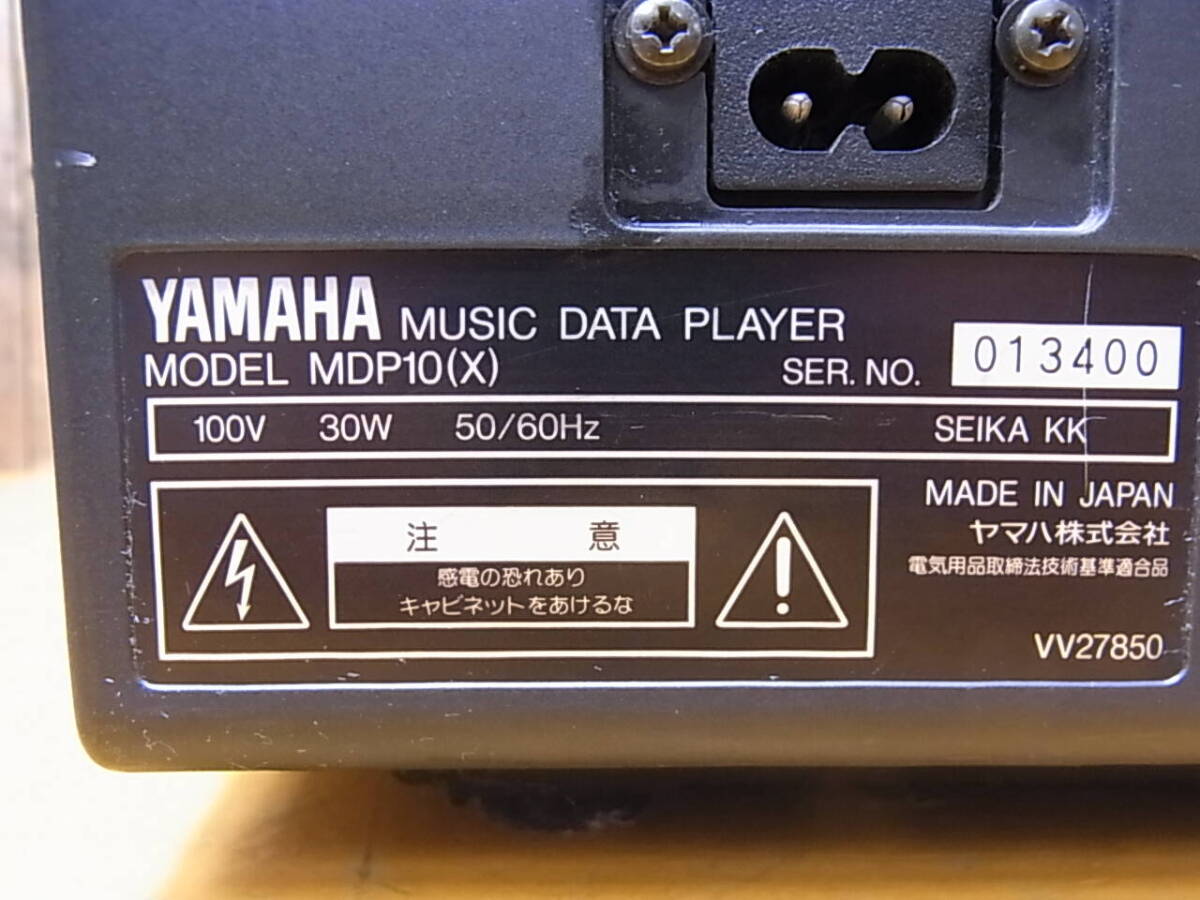 YAMAHA MUSIC DATA PLAYER
MODEL MDP10(X) SER. NO. 013400
100V 30W 50/60Hz SEIKA KK
MADE IN JAPAN
ヤマハ株式会社
電気用品取締法技術基準適合品
注 意
感電の恐れあり
キャビネットをあけるな
VV27850